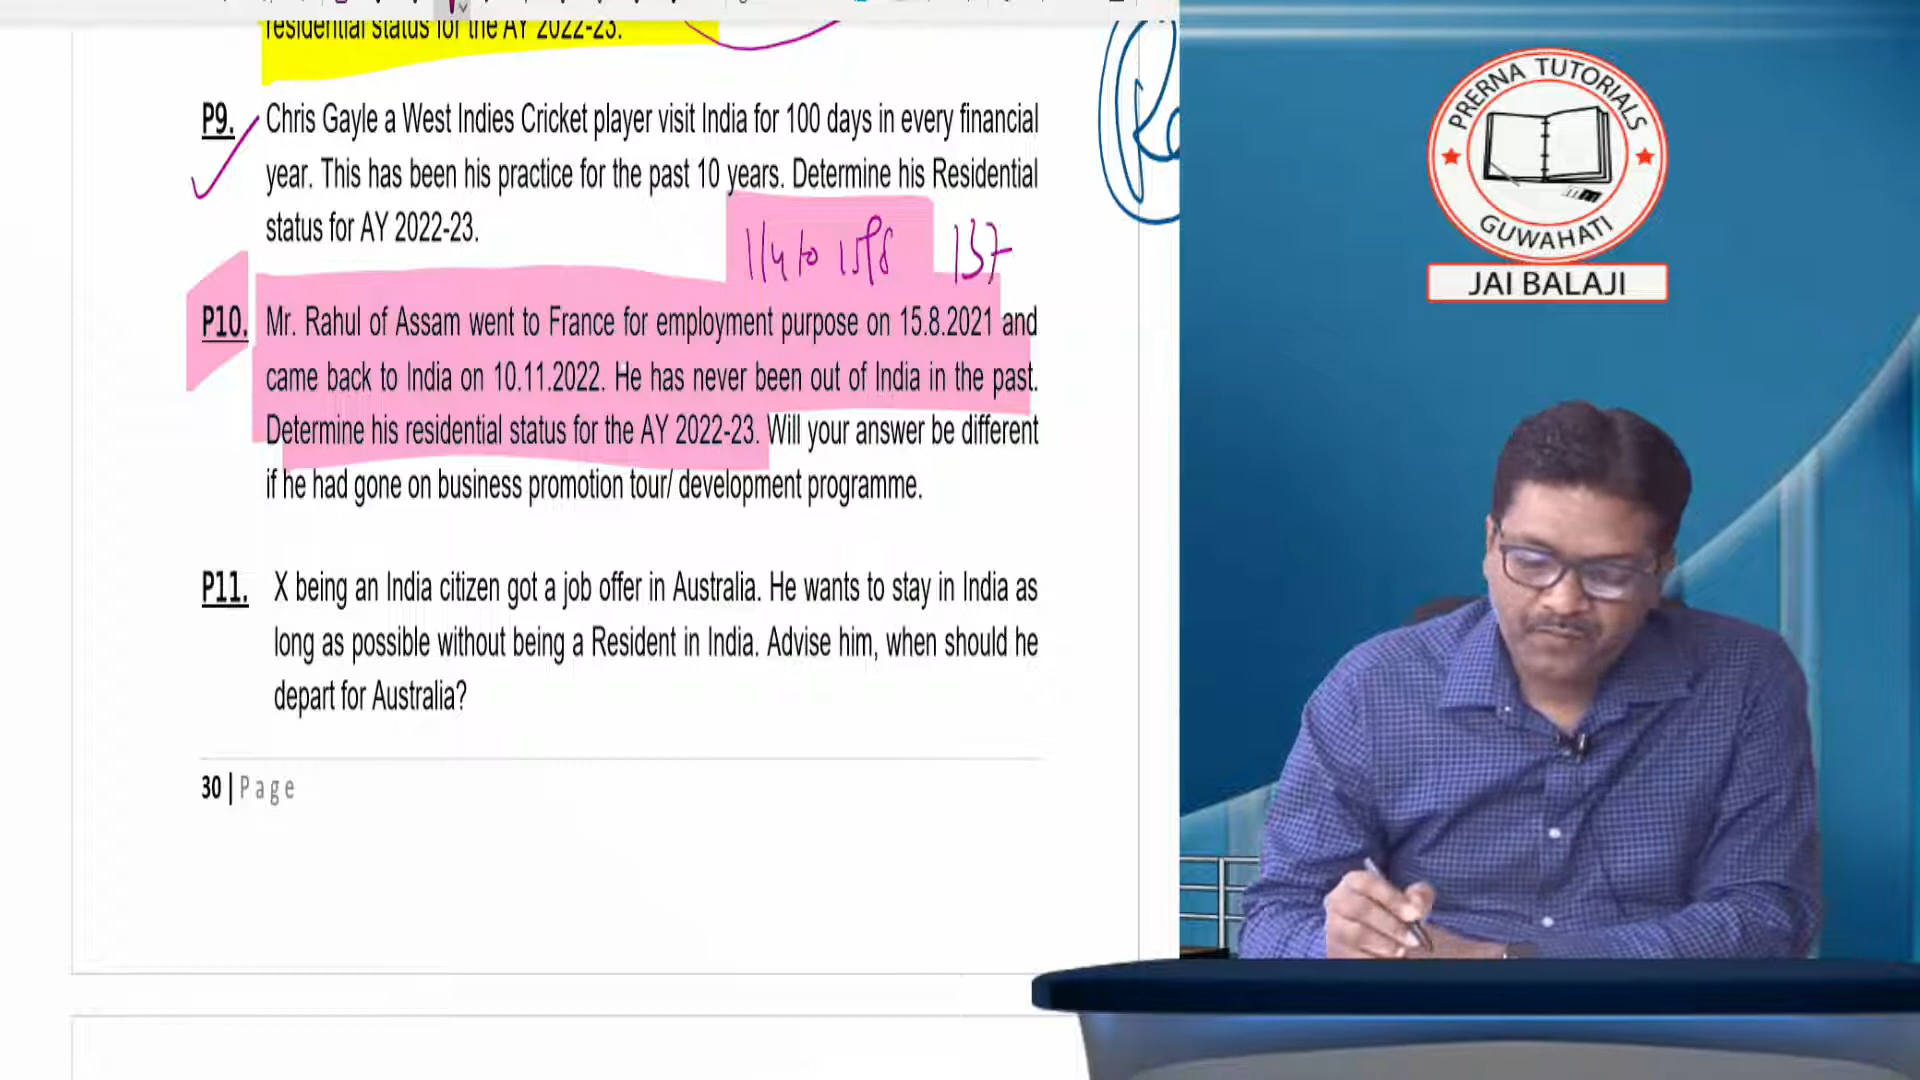 residential status for the AY 2022-23.
P9. Chris Gayle a West Indies Cricket player visit India for 100 days in every financial
year. This has been his practice for the past 10 years. Determine his Residential
status for AY 2022-23.
1/4 to 15/8 137
P10. Mr. Rahul of Assam went to France for employment purpose on 15.8.2021 and
came back to India on 10.11.2022. He has never been out of India in the past.
Determine his residential status for the AY 2022-23. Will your answer be different
if he had gone on business promotion tour/ development programme.
P11. X being an India citizen got a job offer in Australia. He wants to stay in India as
long as possible without being a Resident in India. Advise him, when should he
depart for Australia?
30 | Page
PRERNA TUTORIALS
GUWAHATI
JAI BALAJI